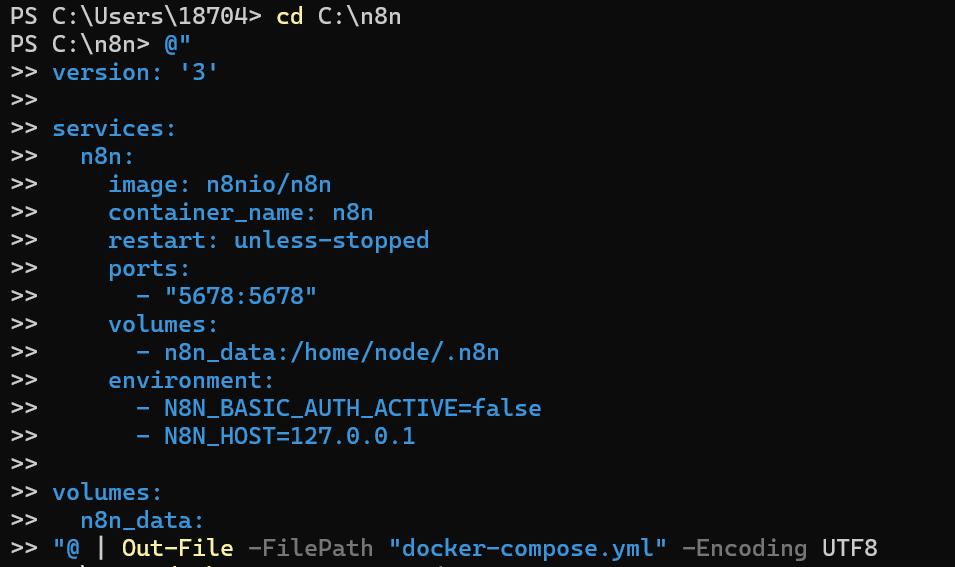 PS C:\Users\18704> cd C:\n8n
PS C:\n8n> @"
>> version: '3'
>>
>> services:
>>   n8n:
>>     image: n8nio/n8n
>>     container_name: n8n
>>     restart: unless-stopped
>>     ports:
>>       - "5678:5678"
>>     volumes:
>>       - n8n_data:/home/node/.n8n
>>     environment:
>>       - N8N_BASIC_AUTH_ACTIVE=false
>>       - N8N_HOST=127.0.0.1
>>
>> volumes:
>>   n8n_data:
>> "@ | Out-File -FilePath "docker-compose.yml" -Encoding UTF8